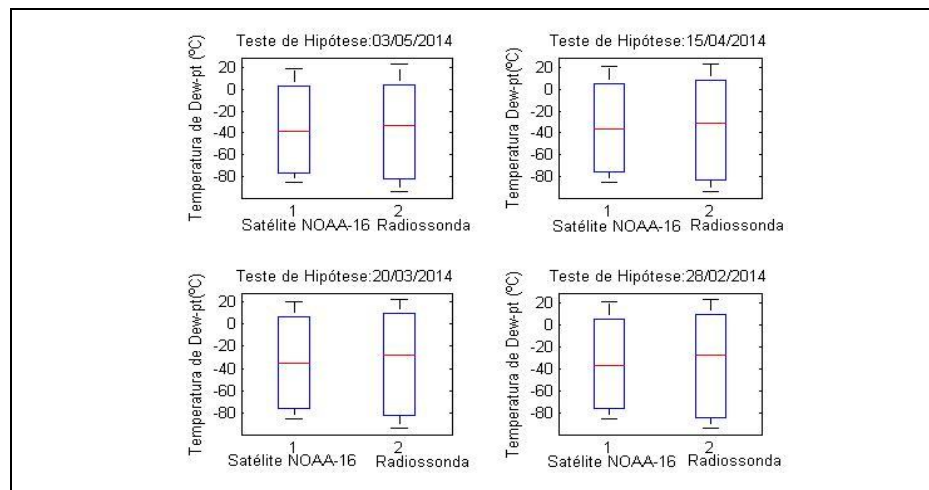 Teste de Hipótese:03/05/2014
Temperatura de Dew-pt (ºC)
20
0
-20
-40
-60
-80
1
2
Satélite NOAA-16
Radiossonda
Teste de Hipótese:15/04/2014
Temperatura Dew-pt(ºC)
20
0
-20
-40
-60
-80
1
2
Satélite NOAA-16
Radiossonda
Teste de Hipótese:20/03/2014
Temperatura de Dew-pt(ºC)
20
0
-20
-40
-60
-80
1
2
Satélite NOAA-16
Radiossonda
Teste de Hipótese:28/02/2014
Temperatura de Dew-pt (ºC)
20
0
-20
-40
-60
-80
1
2
Satélite NOAA-16
Radiossonda